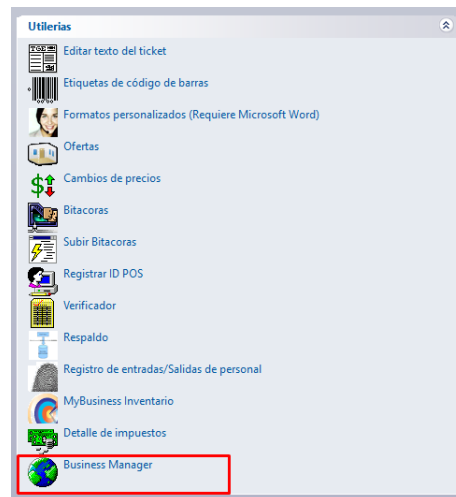 Utilerias
Editar texto del ticket
Etiquetas de código de barras
Formatos personalizados (Requiere Microsoft Word)
Ofertas
Cambios de precios
Bitacoras
Subir Bitacoras
Registrar ID POS
Verificador
Respaldo
Registro de entradas/Salidas de personal
MyBusiness Inventario
Detalle de impuestos
Business Manager